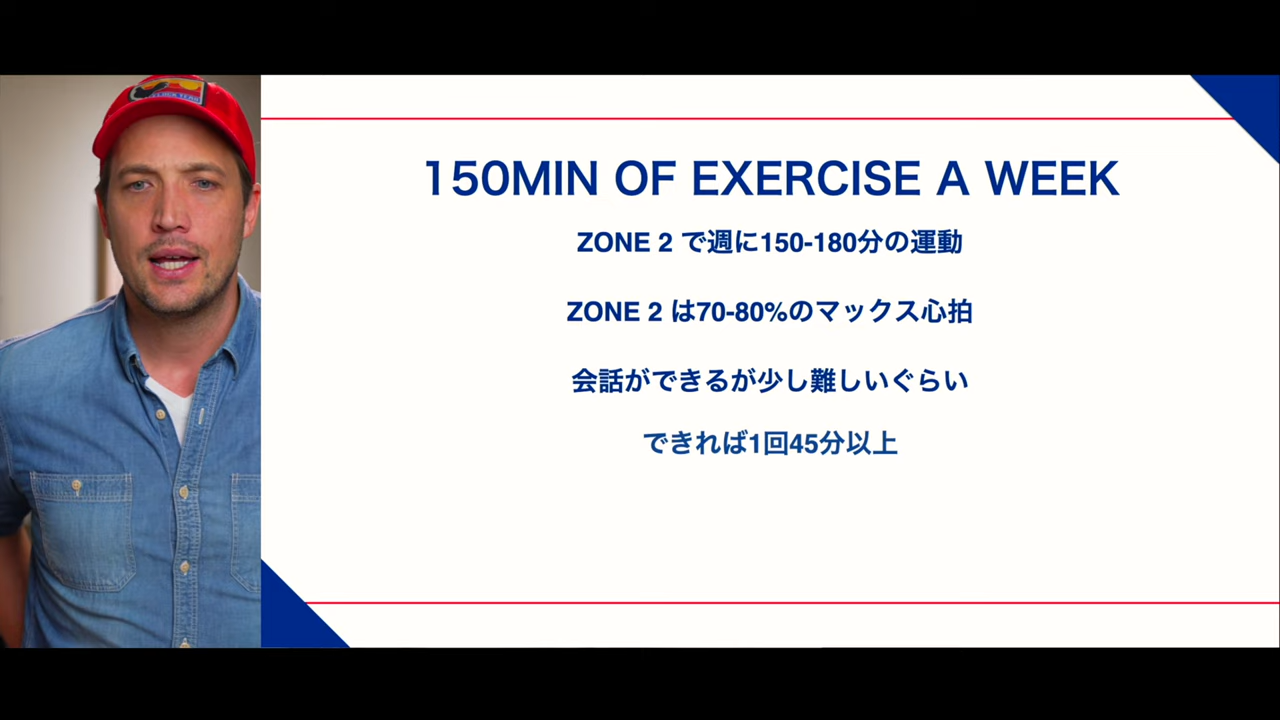 150MIN OF EXERCISE A WEEK
ZONE 2 で週に150-180分の運動
ZONE 2 は70-80%のマックス心拍
会話ができるが少し難しいぐらい
できれば1回45分以上